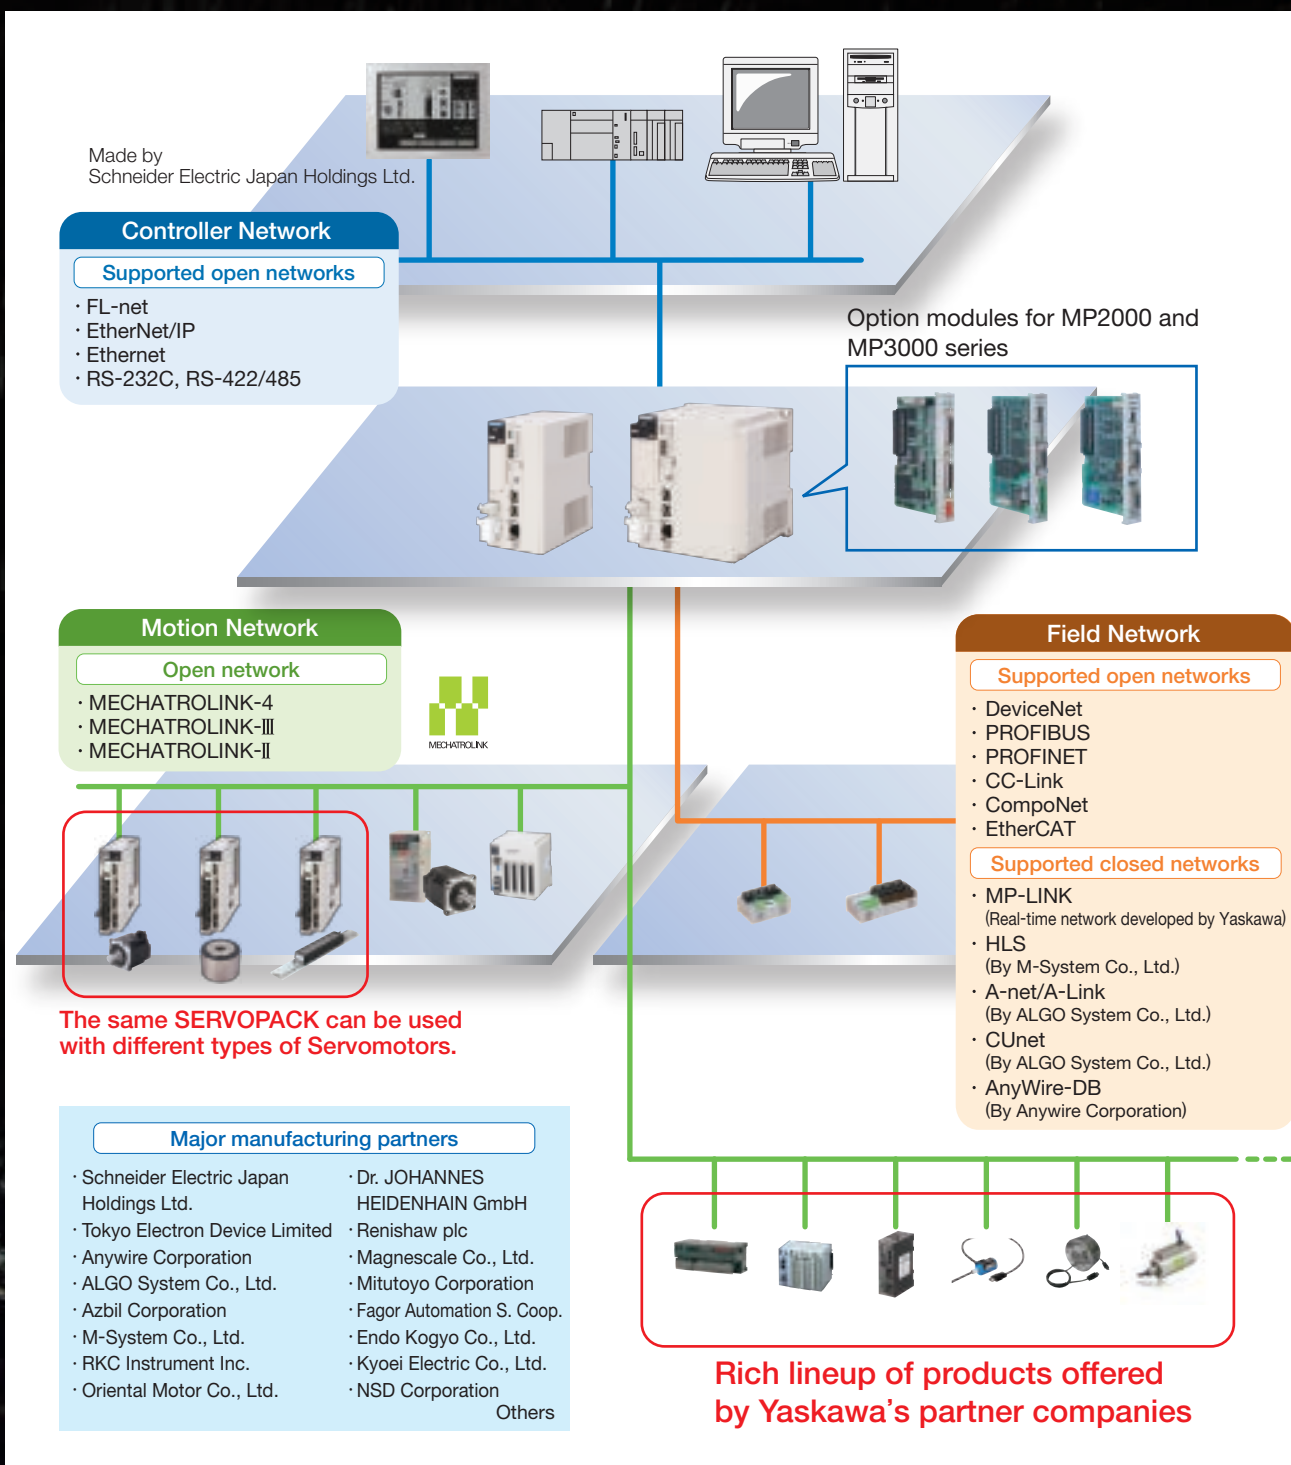 Made by
Schneider Electric Japan Holdings Ltd.
Controller Network
Supported open networks
・FL-net
・EtherNet/IP
・Ethernet
・RS-232C, RS-422/485
Option modules for MP2000 and
MP3000 series
Motion Network
Open network
・MECHATROLINK-4
・MECHATROLINK-Ⅲ
・MECHATROLINK-Ⅱ
MECHATROLINK
Field Network
Supported open networks
・DeviceNet
・PROFIBUS
・PROFINET
・CC-Link
・CompoNet
・EtherCAT
Supported closed networks
・MP-LINK
(Real-time network developed by Yaskawa)
・HLS
(By M-System Co., Ltd.)
・A-net/A-Link
(By ALGO System Co., Ltd.)
・CUnet
(By ALGO System Co., Ltd.)
・AnyWire-DB
(By Anywire Corporation)
The same SERVOPACK can be used
with different types of Servomotors.
Major manufacturing partners
・Schneider Electric Japan
Holdings Ltd.
・Tokyo Electron Device Limited
・Anywire Corporation
・ALGO System Co., Ltd.
・Azbil Corporation
・M-System Co., Ltd.
・RKC Instrument Inc.
・Oriental Motor Co., Ltd.
・Dr. JOHANNES
HEIDENHAIN GmbH
・Renishaw plc
・Magnescale Co., Ltd.
・Mitutoyo Corporation
・Fagor Automation S. Coop.
・Endo Kogyo Co., Ltd.
・Kyoei Electric Co., Ltd.
・NSD Corporation
Others
Rich lineup of products offered
by Yaskawa's partner companies